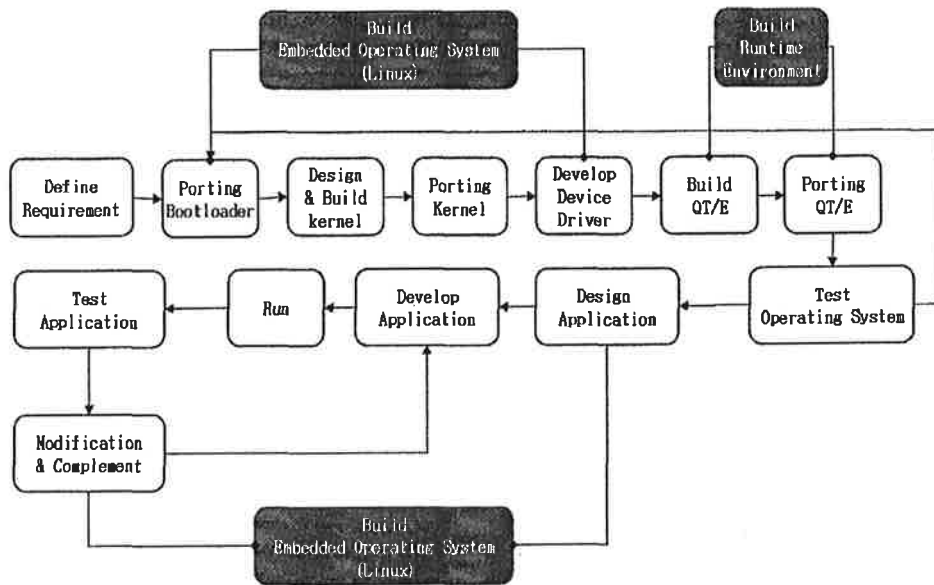 Build
Embedded Operating System
(Linux)
Build
Runtime
Environment
Define
Requirement
Porting
Bootloader
Design
& Build
kernel
Porting
Kernel
Develop
Device
Driver
Build
QT/E
Porting
QT/E
Test
Application
Run
Develop
Application
Design
Application
Test
Operating System
Modification
& Complement
Build
Embedded Operating System
(Linux)